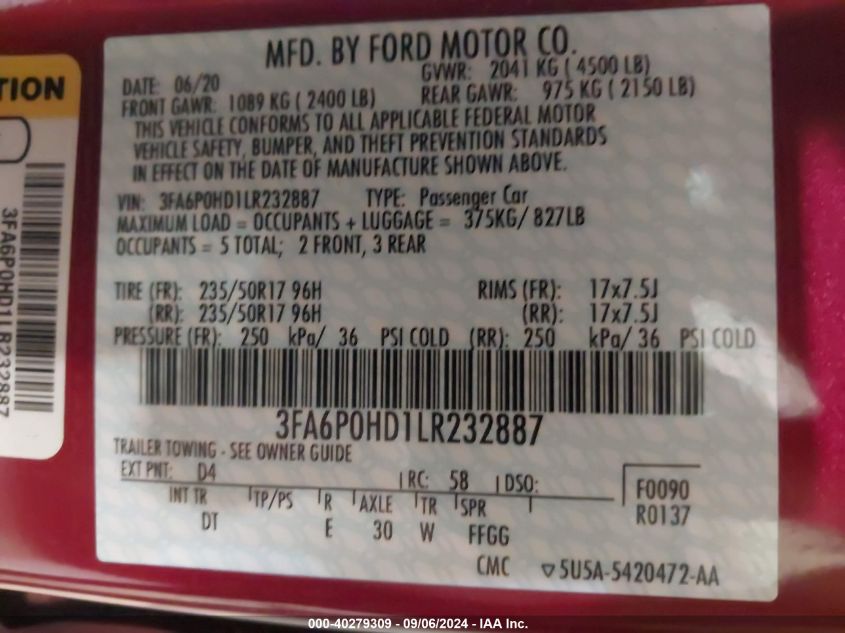 TION
3FA6P0HD1LR232887
MFD. BY FORD MOTOR CO.
DATE: 06/20 GVWR: 2041 KG ( 4500 LB)
FRONT GAWR: 1089 KG ( 2400 LB) REAR GAWR: 975 KG ( 2150 LB)
THIS VEHICLE CONFORMS TO ALL APPLICABLE FEDERAL MOTOR
VEHICLE SAFETY, BUMPER, AND THEFT PREVENTION STANDARDS
IN EFFECT ON THE DATE OF MANUFACTURE SHOWN ABOVE.
VIN: 3FA6P0HD1LR232887 TYPE: Passenger Car
MAXIMUM LOAD = OCCUPANTS + LUGGAGE = 375KG/ 827LB
OCCUPANTS = 5 TOTAL; 2 FRONT, 3 REAR
TIRE (FR): 235/50R17 96H RIMS (FR): 17x7.5J
(RR): 235/50R17 96H (RR): 17x7.5J
PRESSURE (FR): 250 kPa/ 36 PSI COLD (RR): 250 kPa/ 36 PSI COLD
3FA6P0HD1LR232887
TRAILER TOWING - SEE OWNER GUIDE
EXT PNT: D4 RC: 58 DSO:
F0090
R0137
INT TR TP/PS R AXLE TR SPR
DT E 30 W FFGG
CMC ▽5U5A-5420472-AA
000-40279309 - 09/06/2024 - IAA Inc.